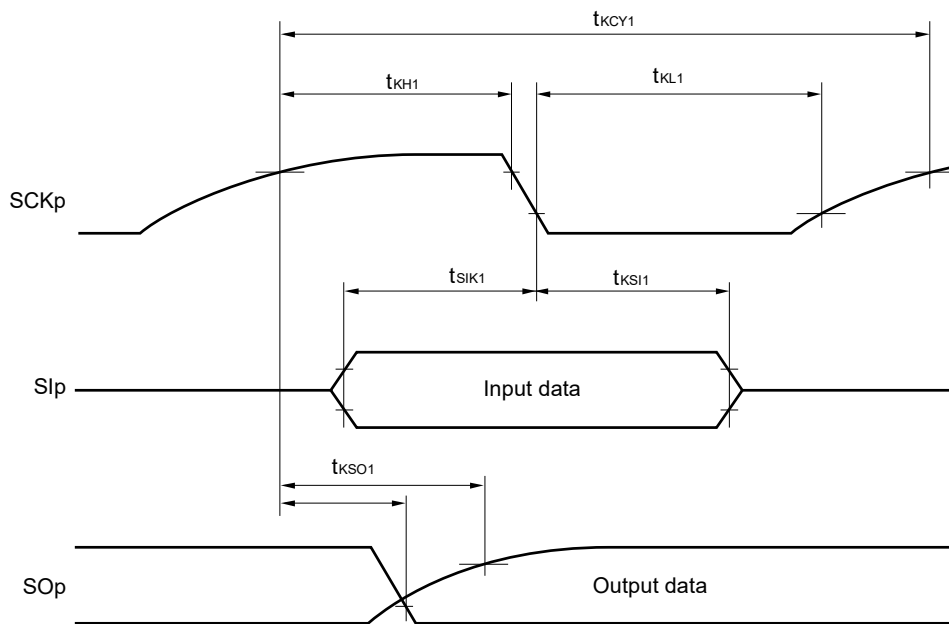 tKCY1
tKH1
tKL1
SCKp
tSIK1
tKSI1
SIp
Input data
tKSO1
SOp
Output data